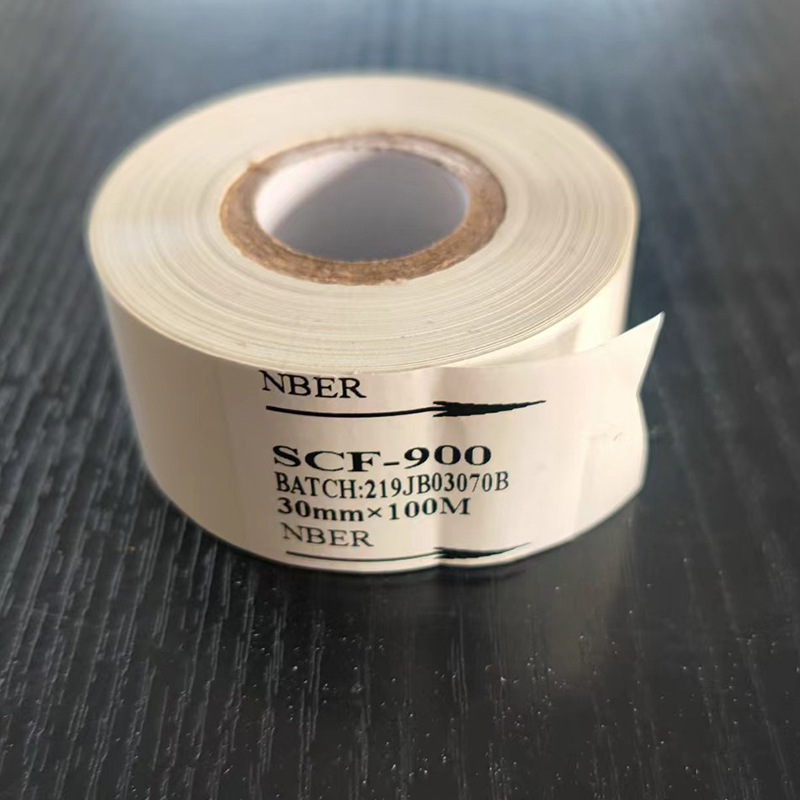 NBER
SCF-900
BATCH:219JB03070B
30mm×100M
NBER